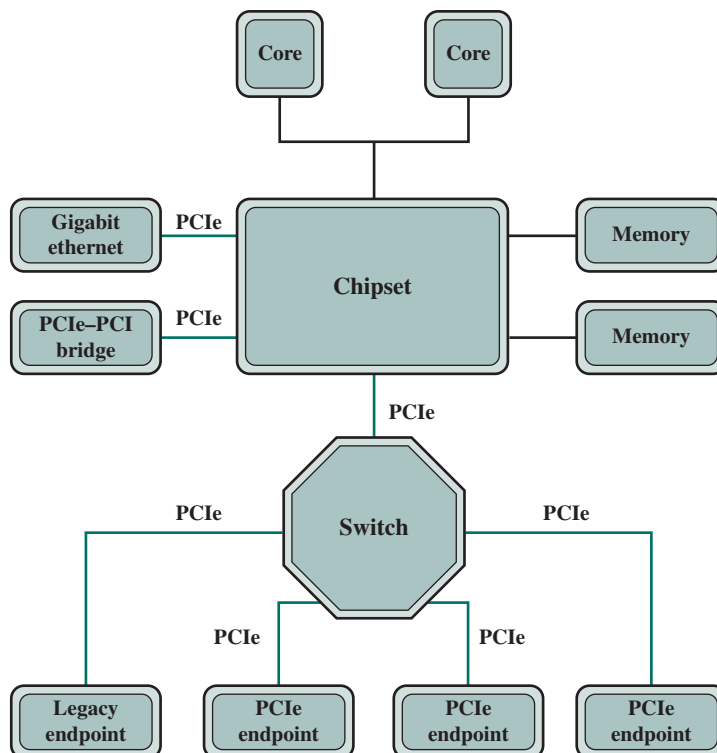 Core
Core
Gigabit
ethernet
PCIe
Memory
Chipset
PCIe–PCI
bridge
PCIe
Memory
PCIe
PCIe
Switch
PCIe
PCIe
PCIe
Legacy
endpoint
PCIe
endpoint
PCIe
endpoint
PCIe
endpoint